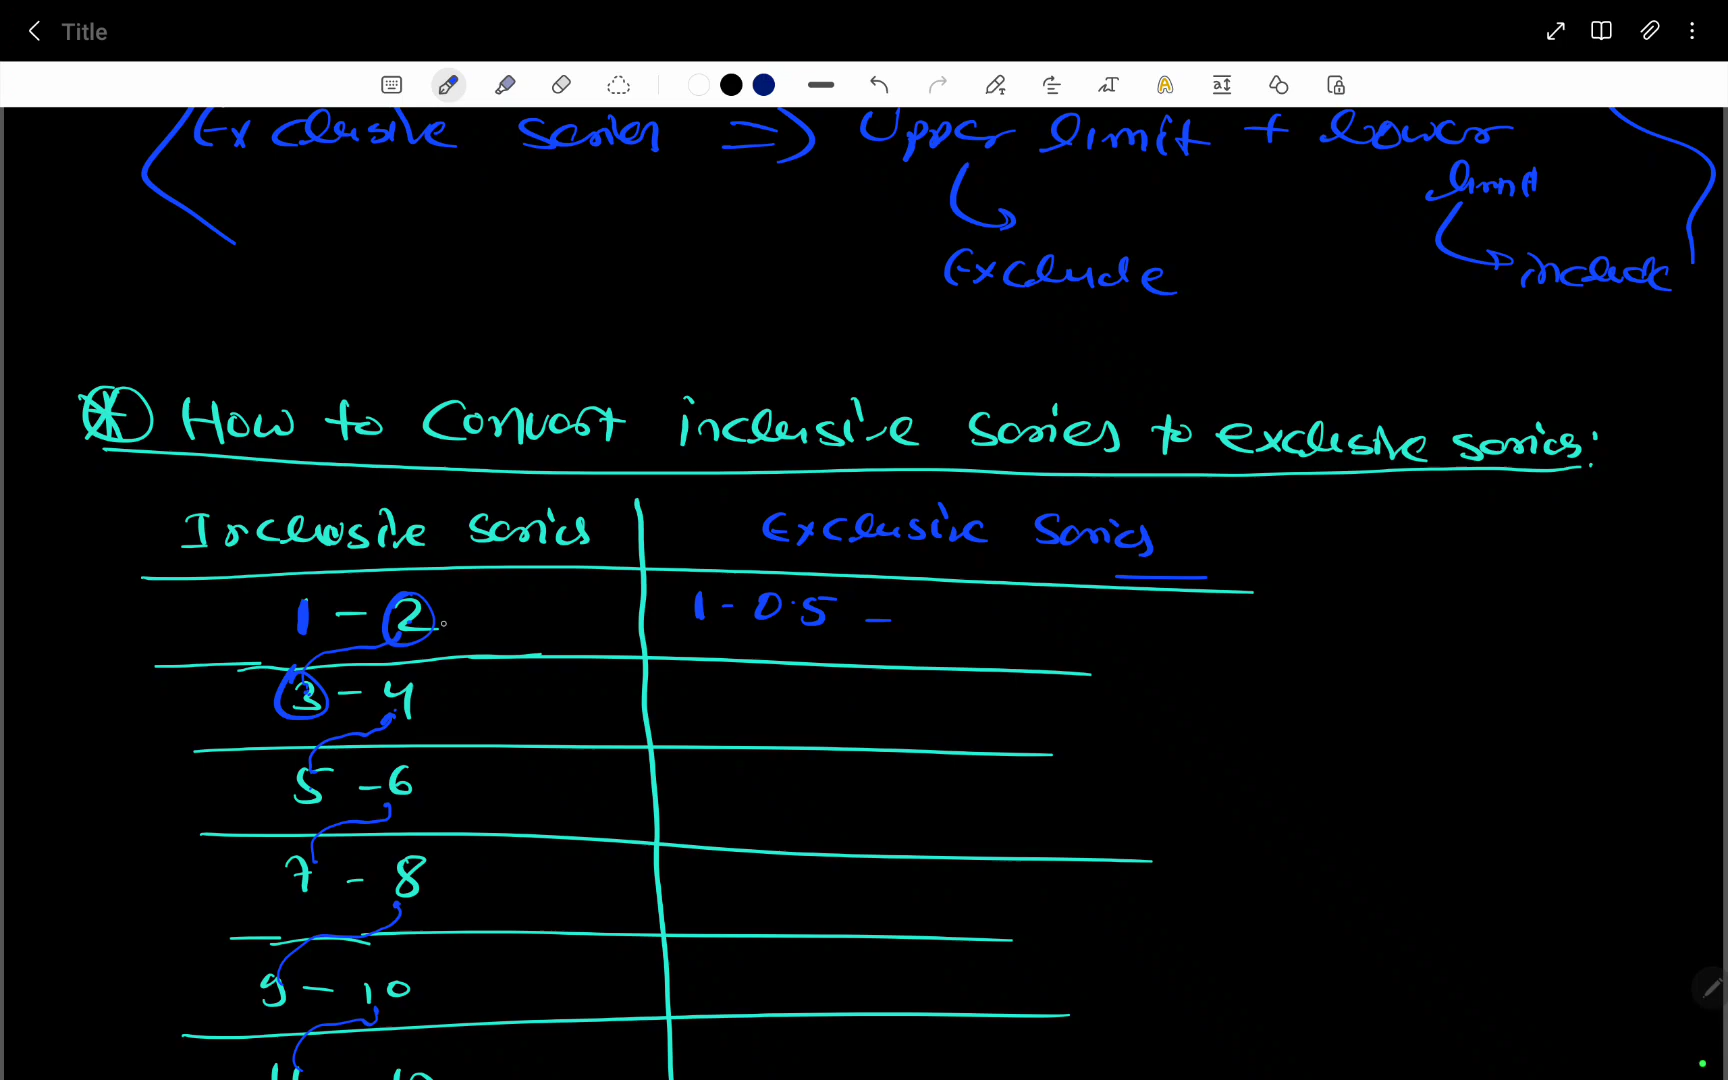 Title
Exclusive series => Upper limit + lower
limit
Exclude include
* How to Convert inclusive series to exclusive series:
Inclusive series Exclusive Series
1 - 2 1 - 0.5 -
3 - 4
5 - 6
7 - 8
9 - 10
11